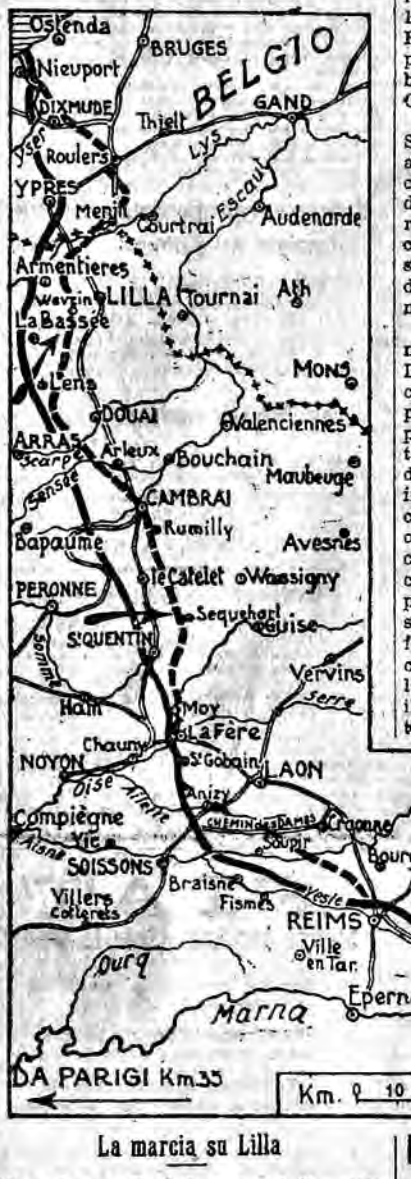 Ostenda
BRUGES
Nieuport
BELGIO
DIXMUDE
GAND
Thielt
Yser
Lys
Roulers
Escaut
YPRES
Menin
Courtrai
Audenarde
Armentieres
Wavrin
LILLA
Tournai
Ath
La Bassée
MONS
Lens
DOUAI
Valenciennes
ARRAS
Scarpe
Arleux
Bouchain
Maubeuge
Sensée
CAMBRAI
Bapaume
Rumilly
Avesnes
le Catelet
Wassigny
PERONNE
Sequehart
Guise
Somme
St QUENTIN
Vervins
Serre
Ham
Moy
La Fère
Chauny
NOYON
St Gobain
LAON
Oise
Ailette
Anizy
Compiègne
CHEMIN des DAMES
Craonne
Aisne
Vic
Soupir
SOISSONS
Bourg
Braisne
Vesle
Villers
Cotterets
Fismes
REIMS
Ourq
Ville
en Tar.
Epern
Marna
DA PARIGI Km 35
Km. 0 10
La marcia su Lilla